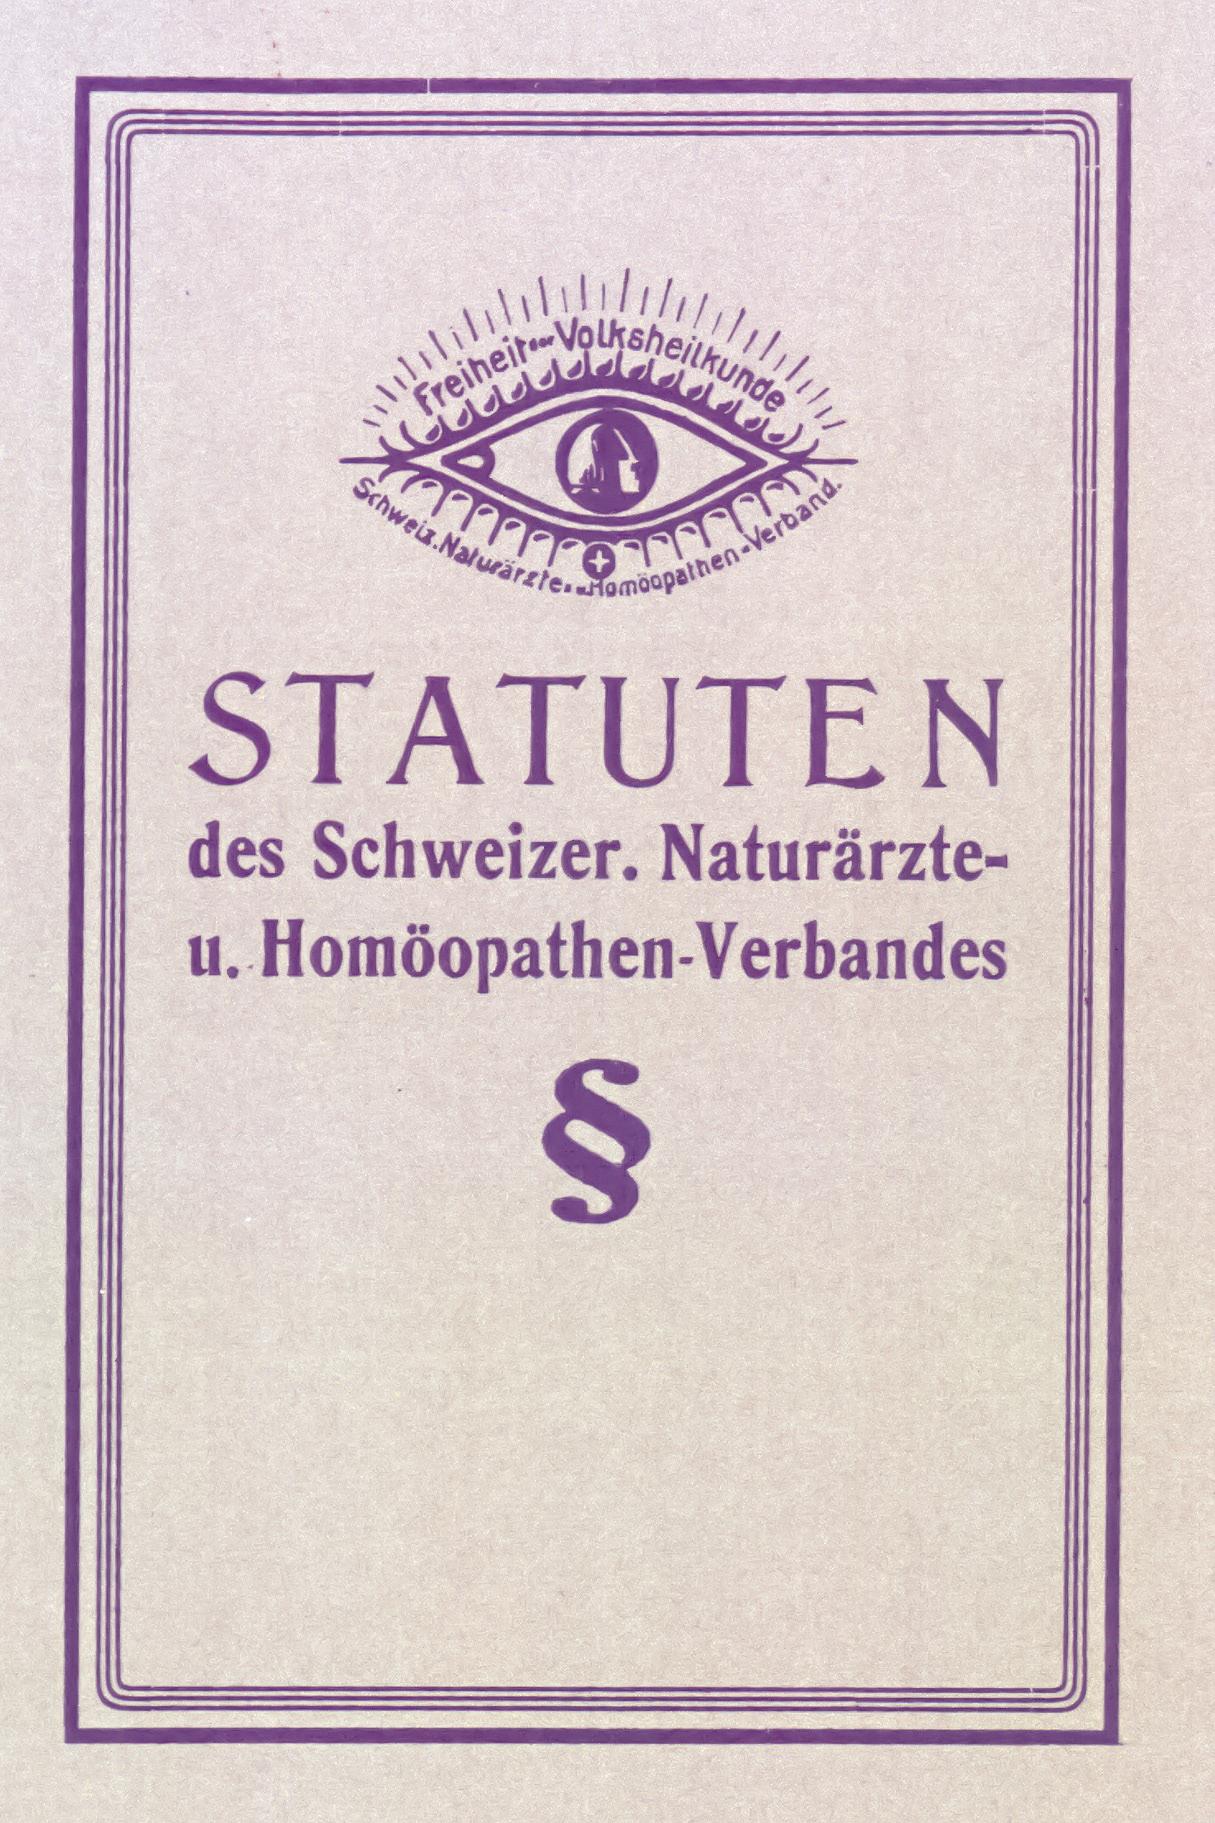 Freiheit der Volksheilkunde
Schweiz. Naturärzte- u. Homöopathen-Verband.
STATUTEN
des Schweizer. Naturärzte-
u. Homöopathen-Verbandes
§